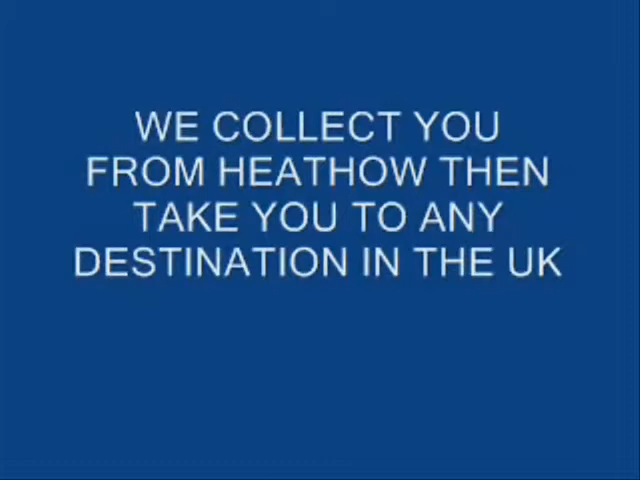 WE COLLECT YOU
FROM HEATHOW THEN
TAKE YOU TO ANY
DESTINATION IN THE UK